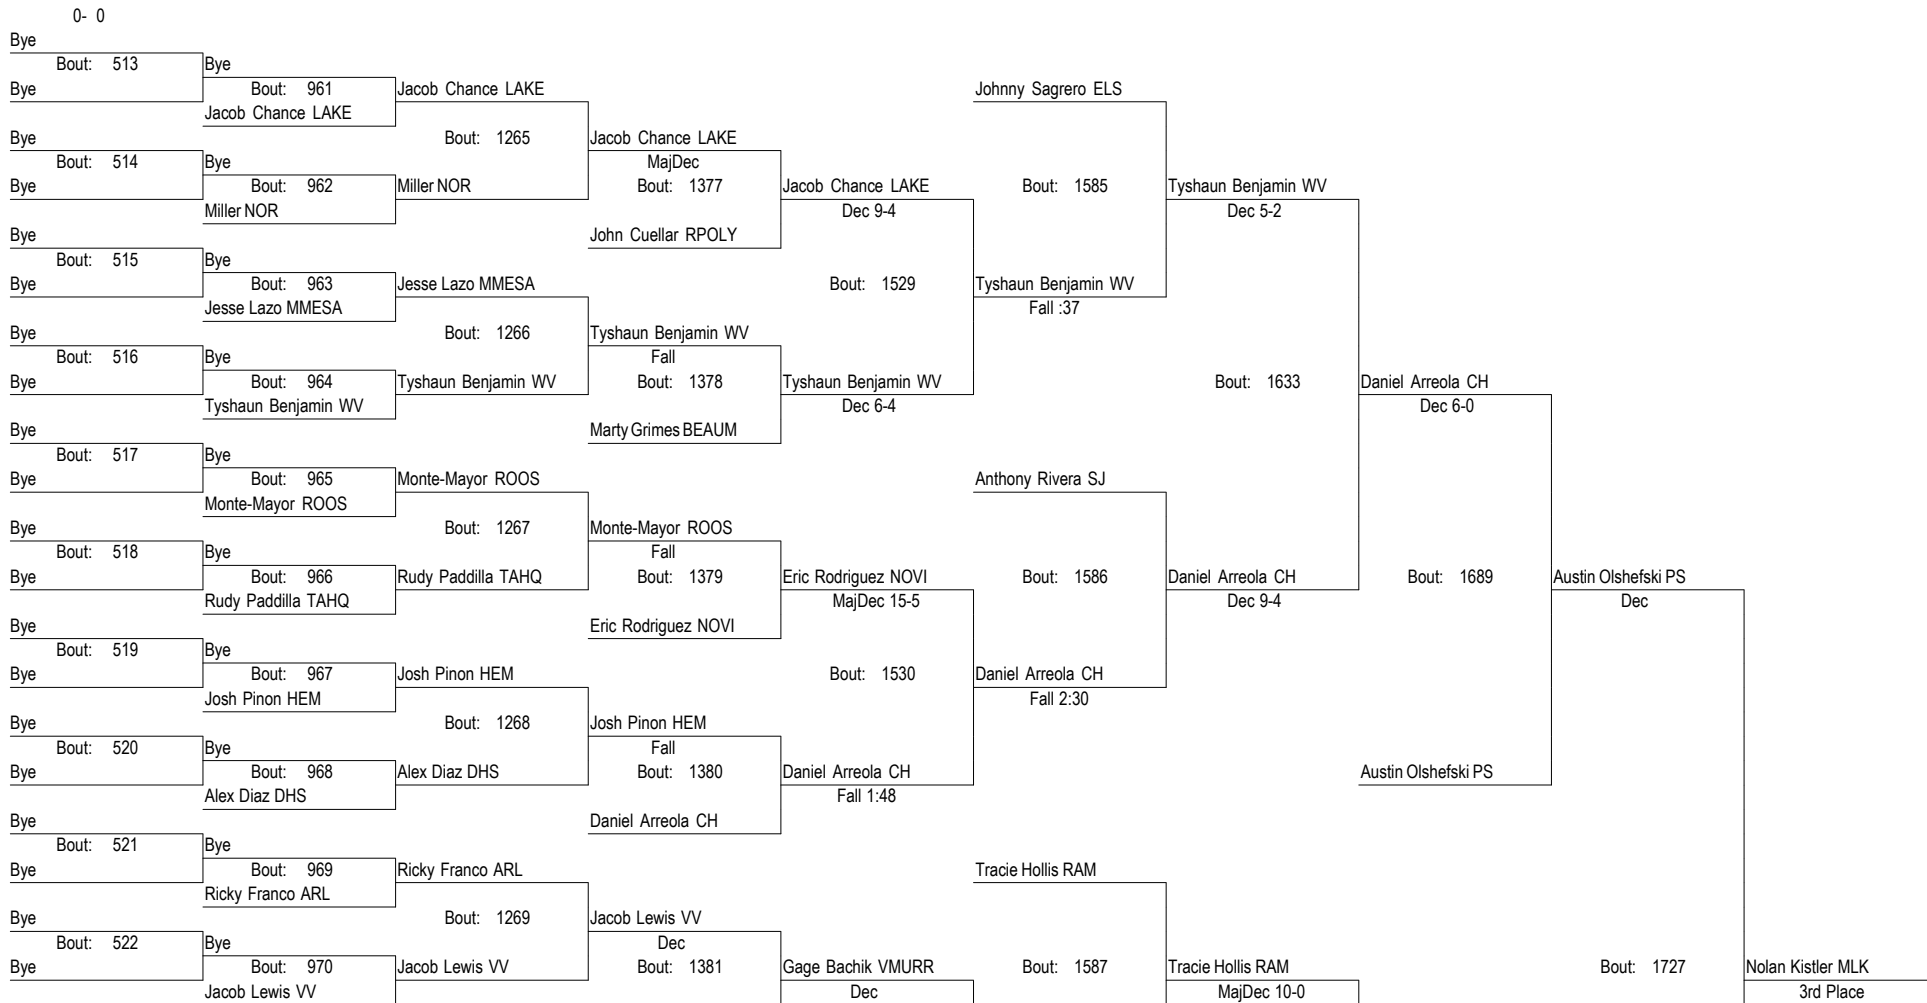 0- 0
Bye
Bout: 513 Bye
Bye Bout: 961 Jacob Chance LAKE Johnny Sagrero ELS
Jacob Chance LAKE
Bye Bout: 1265 Jacob Chance LAKE
Bout: 514 Bye MajDec
Bye Bout: 962 Miller NOR Bout: 1377 Jacob Chance LAKE Bout: 1585 Tyshaun Benjamin WV
Miller NOR Dec 9-4 Dec 5-2
Bye John Cuellar RPOLY
Bout: 515 Bye
Bye Bout: 963 Jesse Lazo MMESA Bout: 1529 Tyshaun Benjamin WV
Jesse Lazo MMESA Fall :37
Bye Bout: 1266 Tyshaun Benjamin WV
Bout: 516 Bye Fall
Bye Bout: 964 Tyshaun Benjamin WV Bout: 1378 Tyshaun Benjamin WV Bout: 1633 Daniel Arreola CH
Tyshaun Benjamin WV Dec 6-4 Dec 6-0
Bye Marty Grimes BEAUM
Bout: 517 Bye
Bye Bout: 965 Monte-Mayor ROOS Anthony Rivera SJ
Monte-Mayor ROOS
Bye Bout: 1267 Monte-Mayor ROOS
Bout: 518 Bye Fall
Bye Bout: 966 Rudy Paddilla TAHQ Bout: 1379 Eric Rodriguez NOVI Bout: 1586 Daniel Arreola CH Bout: 1689 Austin Olshefski PS
Rudy Paddilla TAHQ MajDec 15-5 Dec 9-4 Dec
Bye Eric Rodriguez NOVI
Bout: 519 Bye
Bye Bout: 967 Josh Pinon HEM Bout: 1530 Daniel Arreola CH
Josh Pinon HEM Fall 2:30
Bye Bout: 1268 Josh Pinon HEM
Bout: 520 Bye Fall
Bye Bout: 968 Alex Diaz DHS Bout: 1380 Daniel Arreola CH Austin Olshefski PS
Alex Diaz DHS Fall 1:48
Bye Daniel Arreola CH
Bout: 521 Bye
Bye Bout: 969 Ricky Franco ARL Tracie Hollis RAM
Ricky Franco ARL
Bye Bout: 1269 Jacob Lewis VV
Bout: 522 Bye Dec
Bye Bout: 970 Jacob Lewis VV Bout: 1381 Gage Bachik VMURR Bout: 1587 Tracie Hollis RAM Bout: 1727 Nolan Kistler MLK
Jacob Lewis VV Dec MajDec 10-0 3rd Place